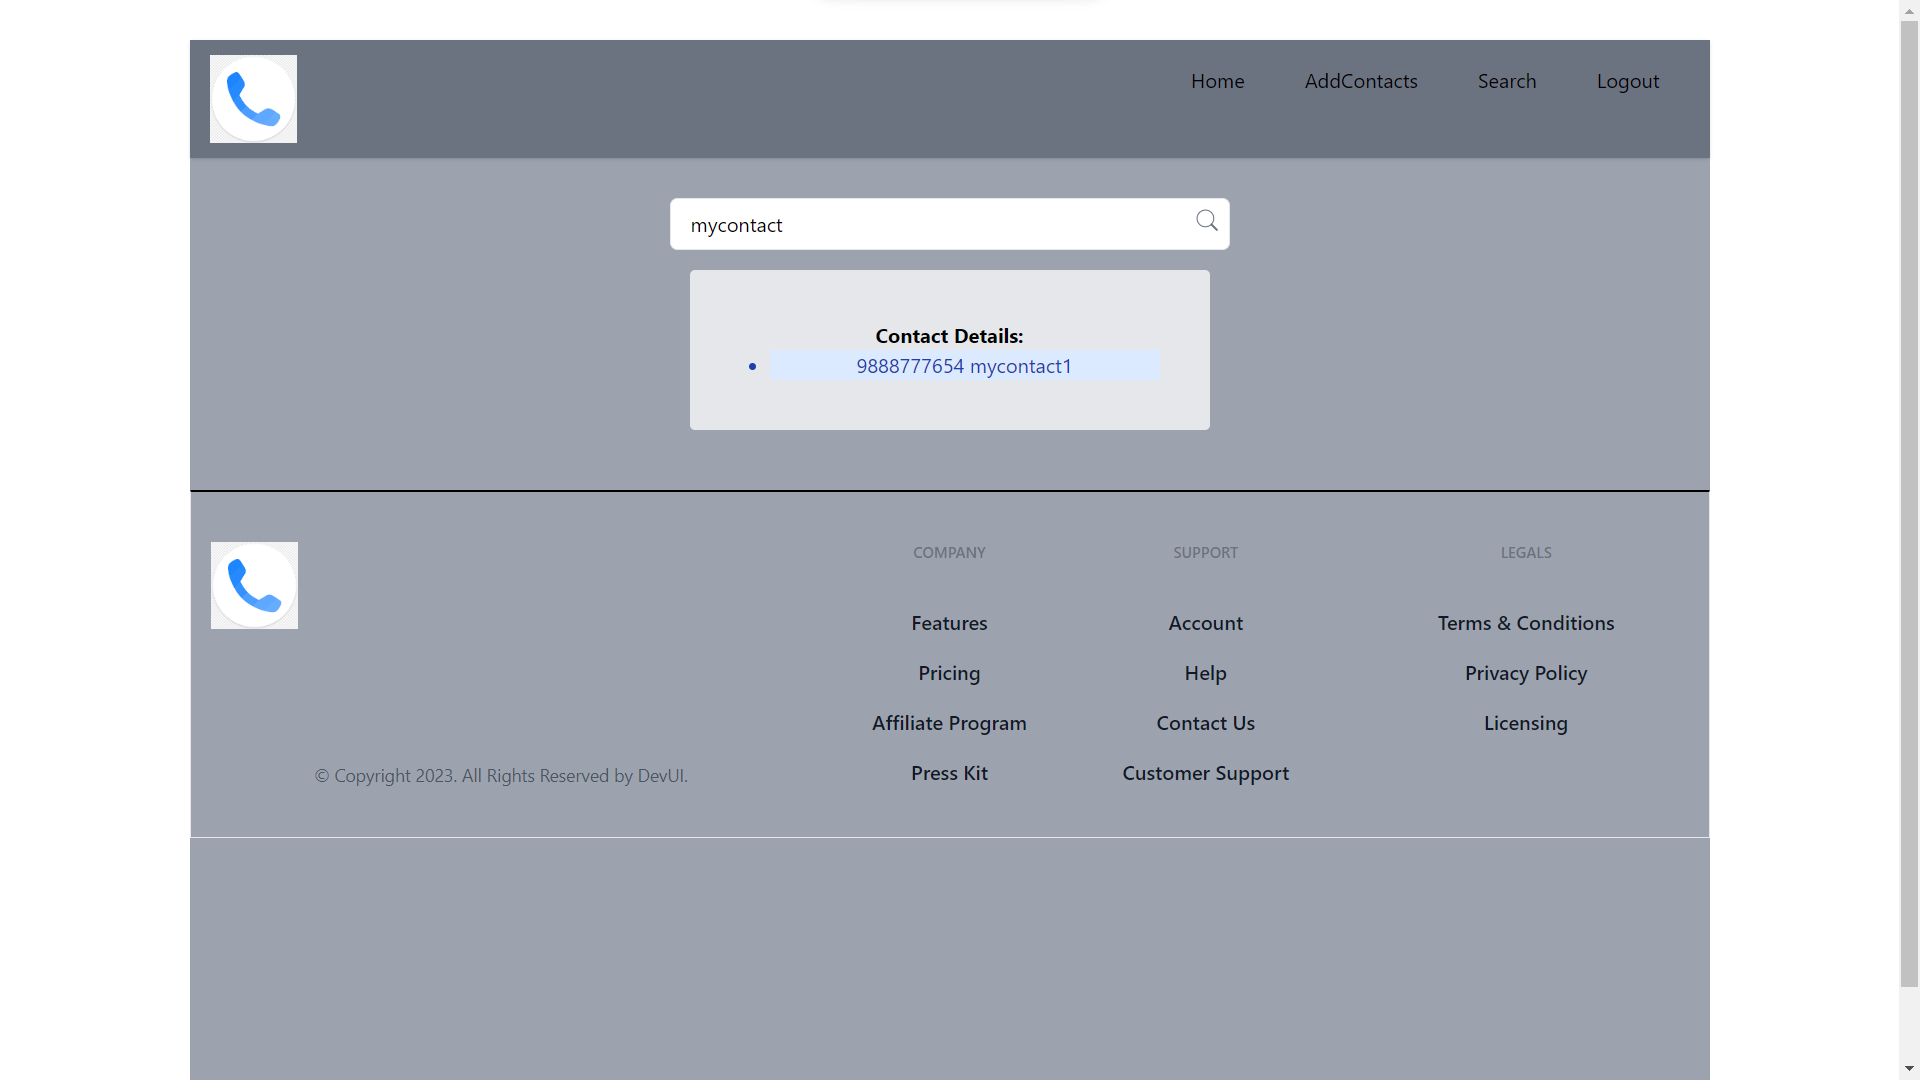 Home AddContacts Search Logout
mycontact
Contact Details:
9888777654 mycontact1
COMPANY
Features
Pricing
Affiliate Program
Press Kit
SUPPORT
Account
Help
Contact Us
Customer Support
LEGALS
Terms & Conditions
Privacy Policy
Licensing
© Copyright 2023. All Rights Reserved by DevUI.